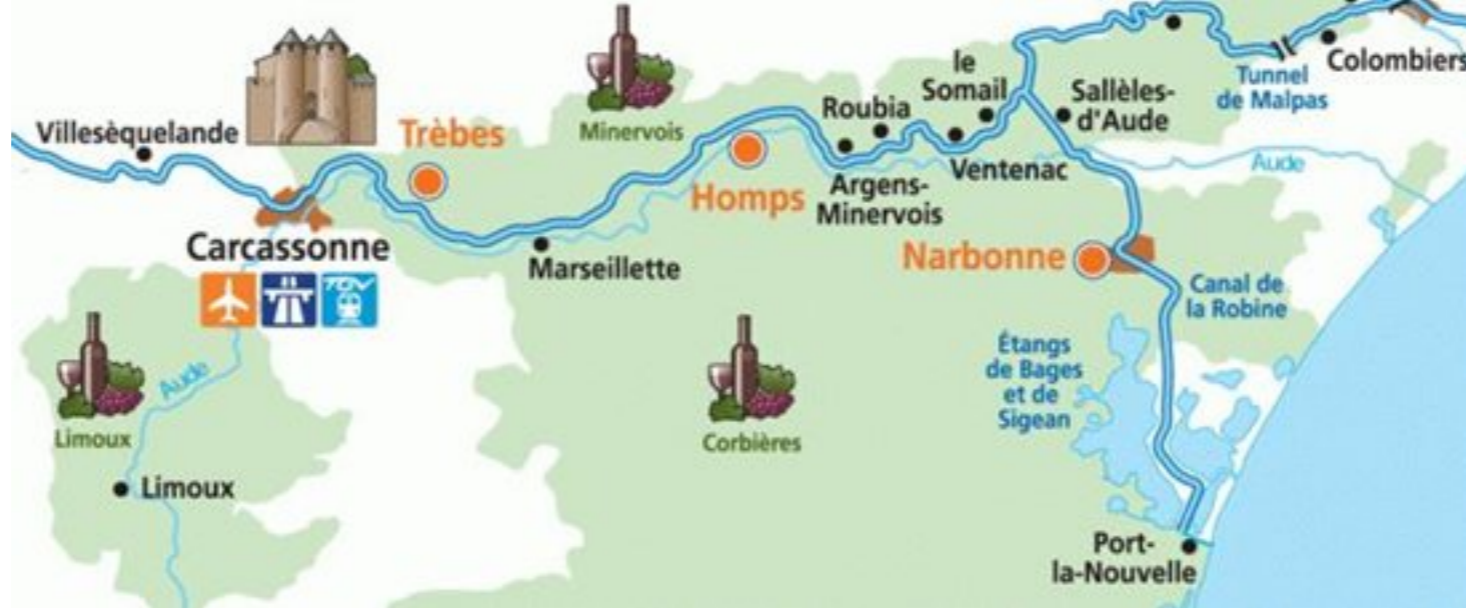 Villesèquelande
Trèbes
Minervois
Roubia
le
Somail
Sallèles-
d'Aude
Tunnel
de Malpas
Colombiers
Carcassonne
TGV
Marseillette
Homps
Argens-
Minervois
Ventenac
Aude
Narbonne
Canal de
la Robine
Étangs
de Bages
et de
Sigean
Aude
Limoux
Corbières
Limoux
Port-
la-Nouvelle